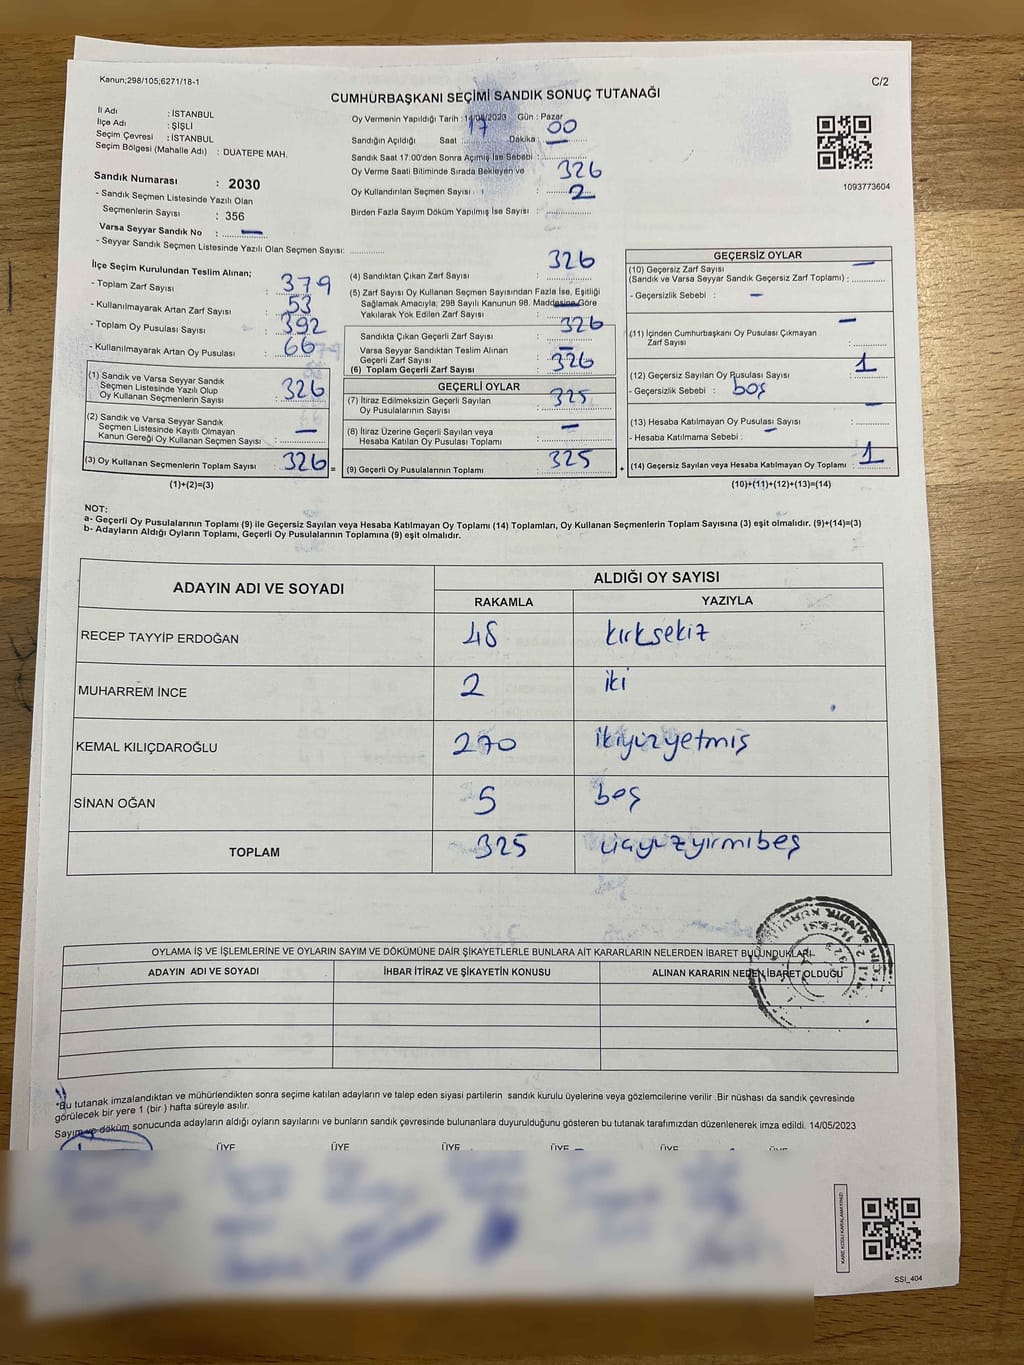 Kanun;298/105;6271/18-1
C/2
CUMHURBAŞKANI SEÇİMİ SANDIK SONUÇ TUTANAĞI
İl Adı : İSTANBUL
İlçe Adı : ŞİŞLİ
Seçim Çevresi : İSTANBUL
Seçim Bölgesi (Mahalle Adı) : DUATEPE MAH.
Sandık Numarası : 2030
- Sandık Seçmen Listesinde Yazılı Olan
Seçmenlerin Sayısı : 356
Varsa Seyyar Sandık No : —
- Seyyar Sandık Seçmen Listesinde Yazılı Olan Seçmen Sayısı: ............
Oy Vermenin Yapıldığı Tarih : 14/05/2023 Gün : Pazar
Sandığın Açıldığı Saat : 17 Dakika : 00
Sandık Saat 17:00'den Sonra Açımış İse Sebebi : —
Oy Verme Saati Bitiminde Sırada Bekleyen ve
Oy Kullandırılan Seçmen Sayısı : 326
Birden Fazla Sayım Döküm Yapılmış İse Sayısı : 2
1093773604
İlçe Seçim Kurulundan Teslim Alınan;
- Toplam Zarf Sayısı : 379
- Kullanılmayarak Artan Zarf Sayısı : 53
- Toplam Oy Pusulası Sayısı : 392
- Kullanılmayarak Artan Oy Pusulası : 66
(1) Sandık ve Varsa Seyyar Sandık
Seçmen Listesinde Yazılı Olup
Oy Kullanan Seçmenlerin Sayısı : 326
(2) Sandık ve Varsa Seyyar Sandık
Seçmen Listesinde Kayıtlı Olmayan
Kanun Gereği Oy Kullanan Seçmen Sayısı : —
(3) Oy Kullanan Seçmenlerin Toplam Sayısı : 326 =
(1)+(2)=(3)
(4) Sandıktan Çıkan Zarf Sayısı : 326
(5) Zarf Sayısı Oy Kullanan Seçmen Sayısından Fazla İse, Eşitliği
Sağlamak Amacıyla; 298 Sayılı Kanunun 98. Maddesine Göre
Yakılarak Yok Edilen Zarf Sayısı : —
Sandıkta Çıkan Geçerli Zarf Sayısı : 326
Varsa Seyyar Sandıktan Teslim Alınan
Geçerli Zarf Sayısı : —
(6) Toplam Geçerli Zarf Sayısı : 326
GEÇERLİ OYLAR
(7) İtiraz Edilmeksizin Geçerli Sayılan
Oy Pusulalarının Sayısı : 325
(8) İtiraz Üzerine Geçerli Sayılan veya
Hesaba Katılan Oy Pusulası Toplamı : —
(9) Geçerli Oy Pusulalarının Toplamı : 325 +
GEÇERSİZ OYLAR
(10) Geçersiz Zarf Sayısı
(Sandık ve Varsa Seyyar Sandık Geçersiz Zarf Toplamı) : —
- Geçersizlik Sebebi : —
(11) İçinden Cumhurbaşkanı Oy Pusulası Çıkmayan
Zarf Sayısı : —
(12) Geçersiz Sayılan Oy Pusulası Sayısı : 1
- Geçersizlik Sebebi : boş
(13) Hesaba Katılmayan Oy Pusulası Sayısı : —
- Hesaba Katılmama Sebebi : —
(14) Geçersiz Sayılan veya Hesaba Katılmayan Oy Toplamı : 1
(10)+(11)+(12)+(13)=(14)
NOT:
a- Geçerli Oy Pusulalarının Toplamı (9) ile Geçersiz Sayılan veya Hesaba Katılmayan Oy Toplamı (14) Toplamları, Oy Kullanan Seçmenlerin Toplam Sayısına (3) eşit olmalıdır. (9)+(14)=(3)
b- Adayların Aldığı Oyların Toplamı, Geçerli Oy Pusulalarının Toplamına (9) eşit olmalıdır.
ADAYIN ADI VE SOYADI
ALDIĞI OY SAYISI
RAKAMLA YAZIYLA
RECEP TAYYİP ERDOĞAN 48 kırksekiz
MUHARREM İNCE 2 iki
KEMAL KILIÇDAROĞLU 270 ikiyüzyetmiş
SİNAN OĞAN 5 beş
TOPLAM 325 üçyüzyirmibeş
OYLAMA İŞ VE İŞLEMLERİNE VE OYLARIN SAYIM VE DÖKÜMÜNE DAİR ŞİKAYETLERLE BUNLARA AİT KARARLARIN NELERDEN İBARET BULUNDUKLARI
ADAYIN ADI VE SOYADI İHBAR İTİRAZ VE ŞİKAYETİN KONUSU ALINAN KARARIN NEDEN İBARET OLDUĞU
*Bu tutanak imzalandıktan ve mühürlendikten sonra seçime katılan adayların ve talep eden siyasi partilerin sandık kurulu üyelerine veya gözlemcilerine verilir .Bir nüshası da sandık çevresinde
görülecek bir yere 1 (bir ) hafta süreyle asılır.
Sayım ve döküm sonucunda adayların aldığı oyların sayılarını ve bunların sandık çevresinde bulunanlara duyurulduğunu gösteren bu tutanak tarafımızdan düzenlenerek imza edildi. 14/05/2023
ÜYE ÜYE ÜYE ÜYE ÜYE ÜYE
KARE KODU KARALAMAYINIZ!
SSI_404